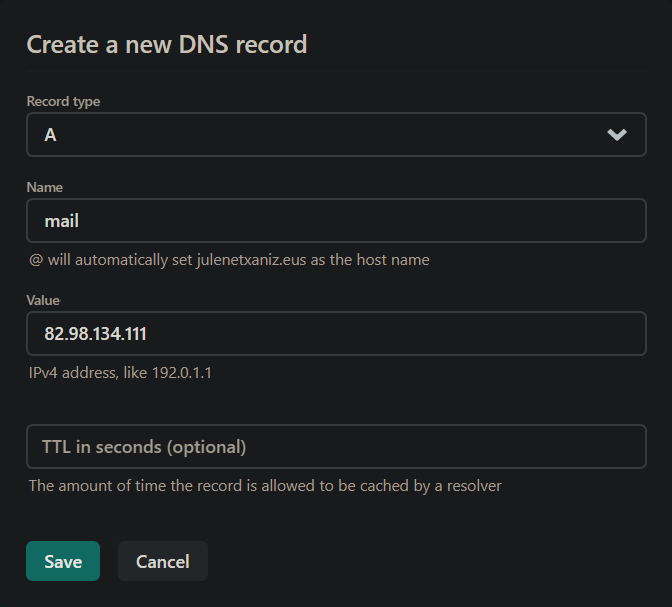 Create a new DNS record
Record type
A
Name
mail
@ will automatically set julenetxaniz.eus as the host name
Value
82.98.134.111
IPv4 address, like 192.0.1.1
TTL in seconds (optional)
The amount of time the record is allowed to be cached by a resolver
Save Cancel